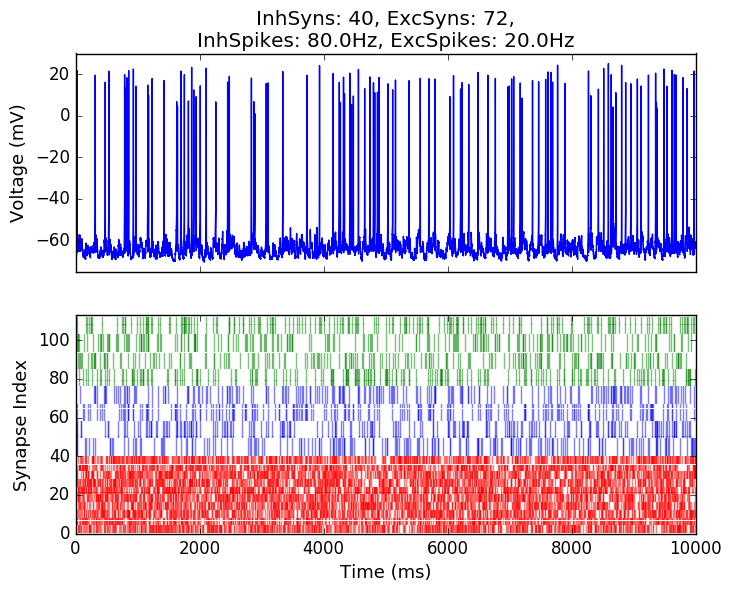 InhSyns: 40, ExcSyns: 72,
InhSpikes: 80.0Hz, ExcSpikes: 20.0Hz
Voltage (mV)
20
0
−20
−40
−60
Synapse Index
100
80
60
40
20
0
0 2000 4000 6000 8000 10000
Time (ms)